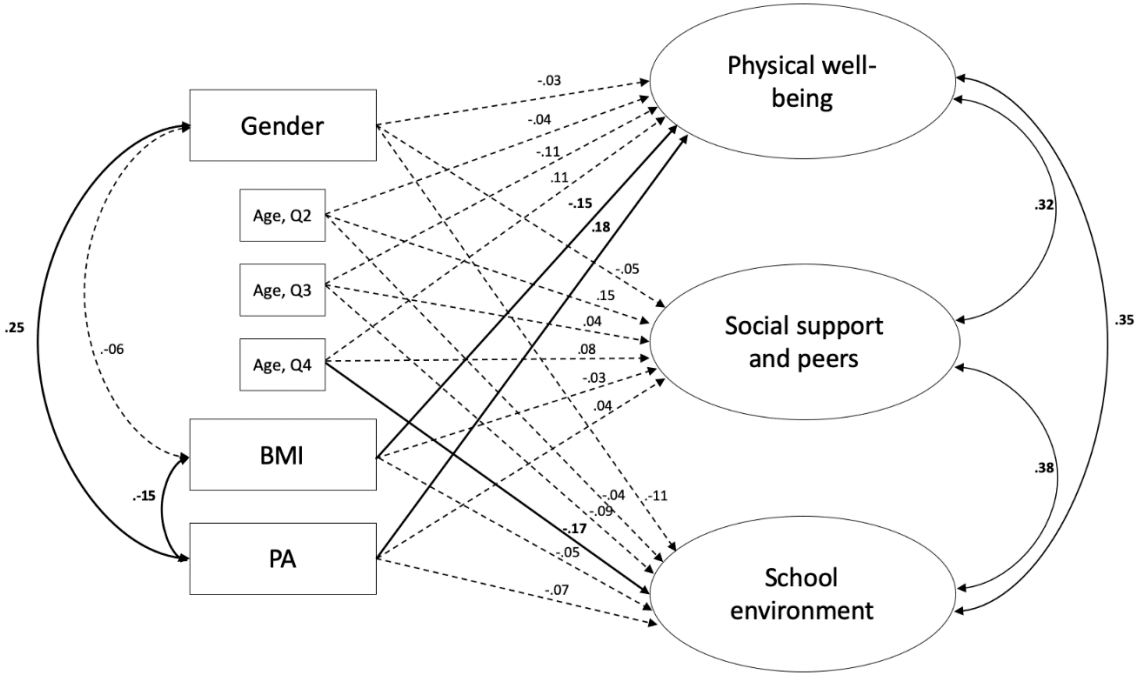 Physical well-
being
-.03
Gender
-.04
-.11
.11
-.15
.18
Age, Q2
.32
-.05
Age, Q3
.15
.04
Social support
and peers
.25
.-06
.35
Age, Q4
.08
-.03
.04
BMI
.38
.-15
-.04
-.11
-.09
-.17
-.05
PA
School
environment
-.07